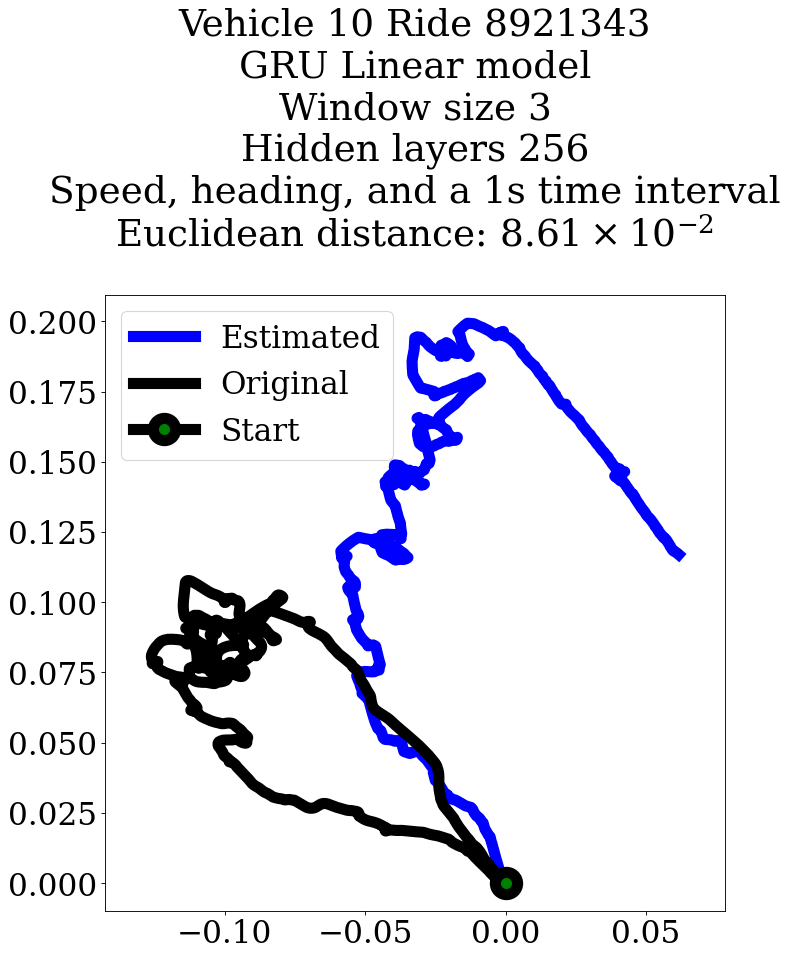 Vehicle 10 Ride 8921343
GRU Linear model
Window size 3
Hidden layers 256
Speed, heading, and a 1s time interval
Euclidean distance: 8.61 × 10⁻²
Estimated
Original
Start
0.200
0.175
0.150
0.125
0.100
0.075
0.050
0.025
0.000
−0.10 −0.05 0.00 0.05